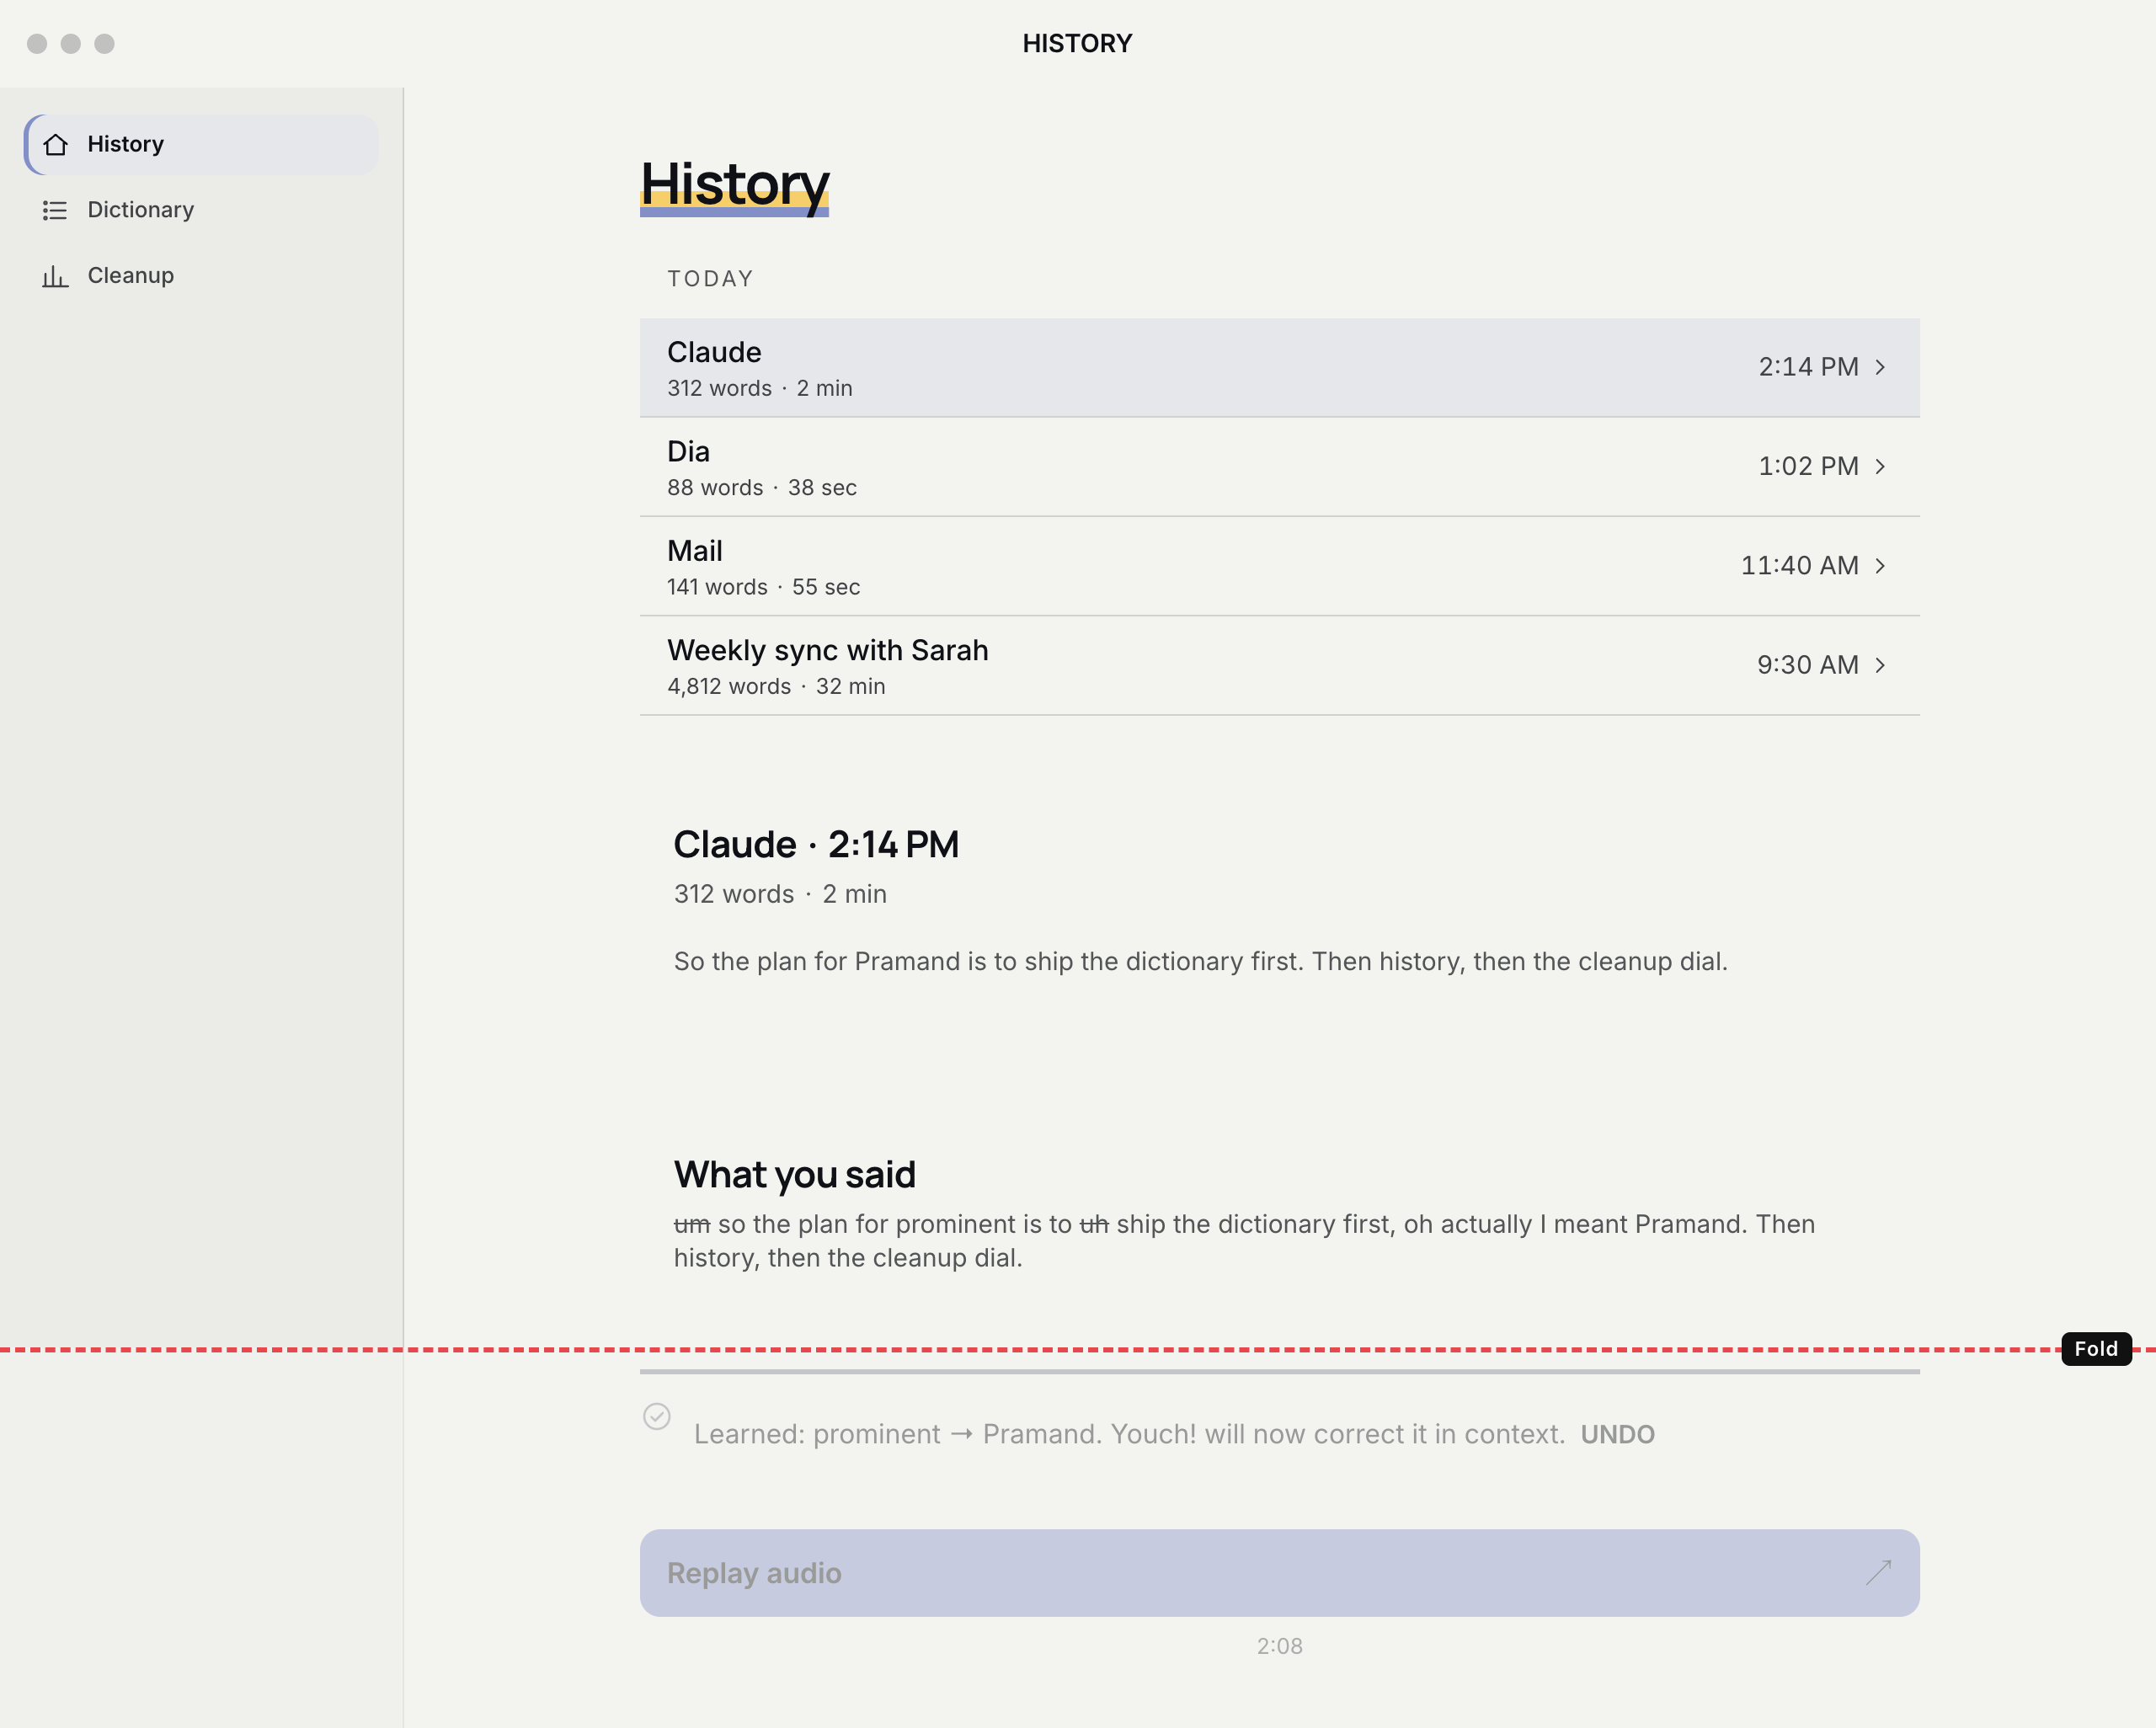 HISTORY
History
Dictionary
Cleanup
History
TODAY
Claude
312 words · 2 min
2:14 PM
Dia
88 words · 38 sec
1:02 PM
Mail
141 words · 55 sec
11:40 AM
Weekly sync with Sarah
4,812 words · 32 min
9:30 AM
Claude · 2:14 PM
312 words · 2 min
So the plan for Pramand is to ship the dictionary first. Then history, then the cleanup dial.
What you said
um so the plan for prominent is to uh ship the dictionary first, oh actually I meant Pramand. Then
history, then the cleanup dial.
Fold
Learned: prominent → Pramand. Youch! will now correct it in context. UNDO
Replay audio
2:08